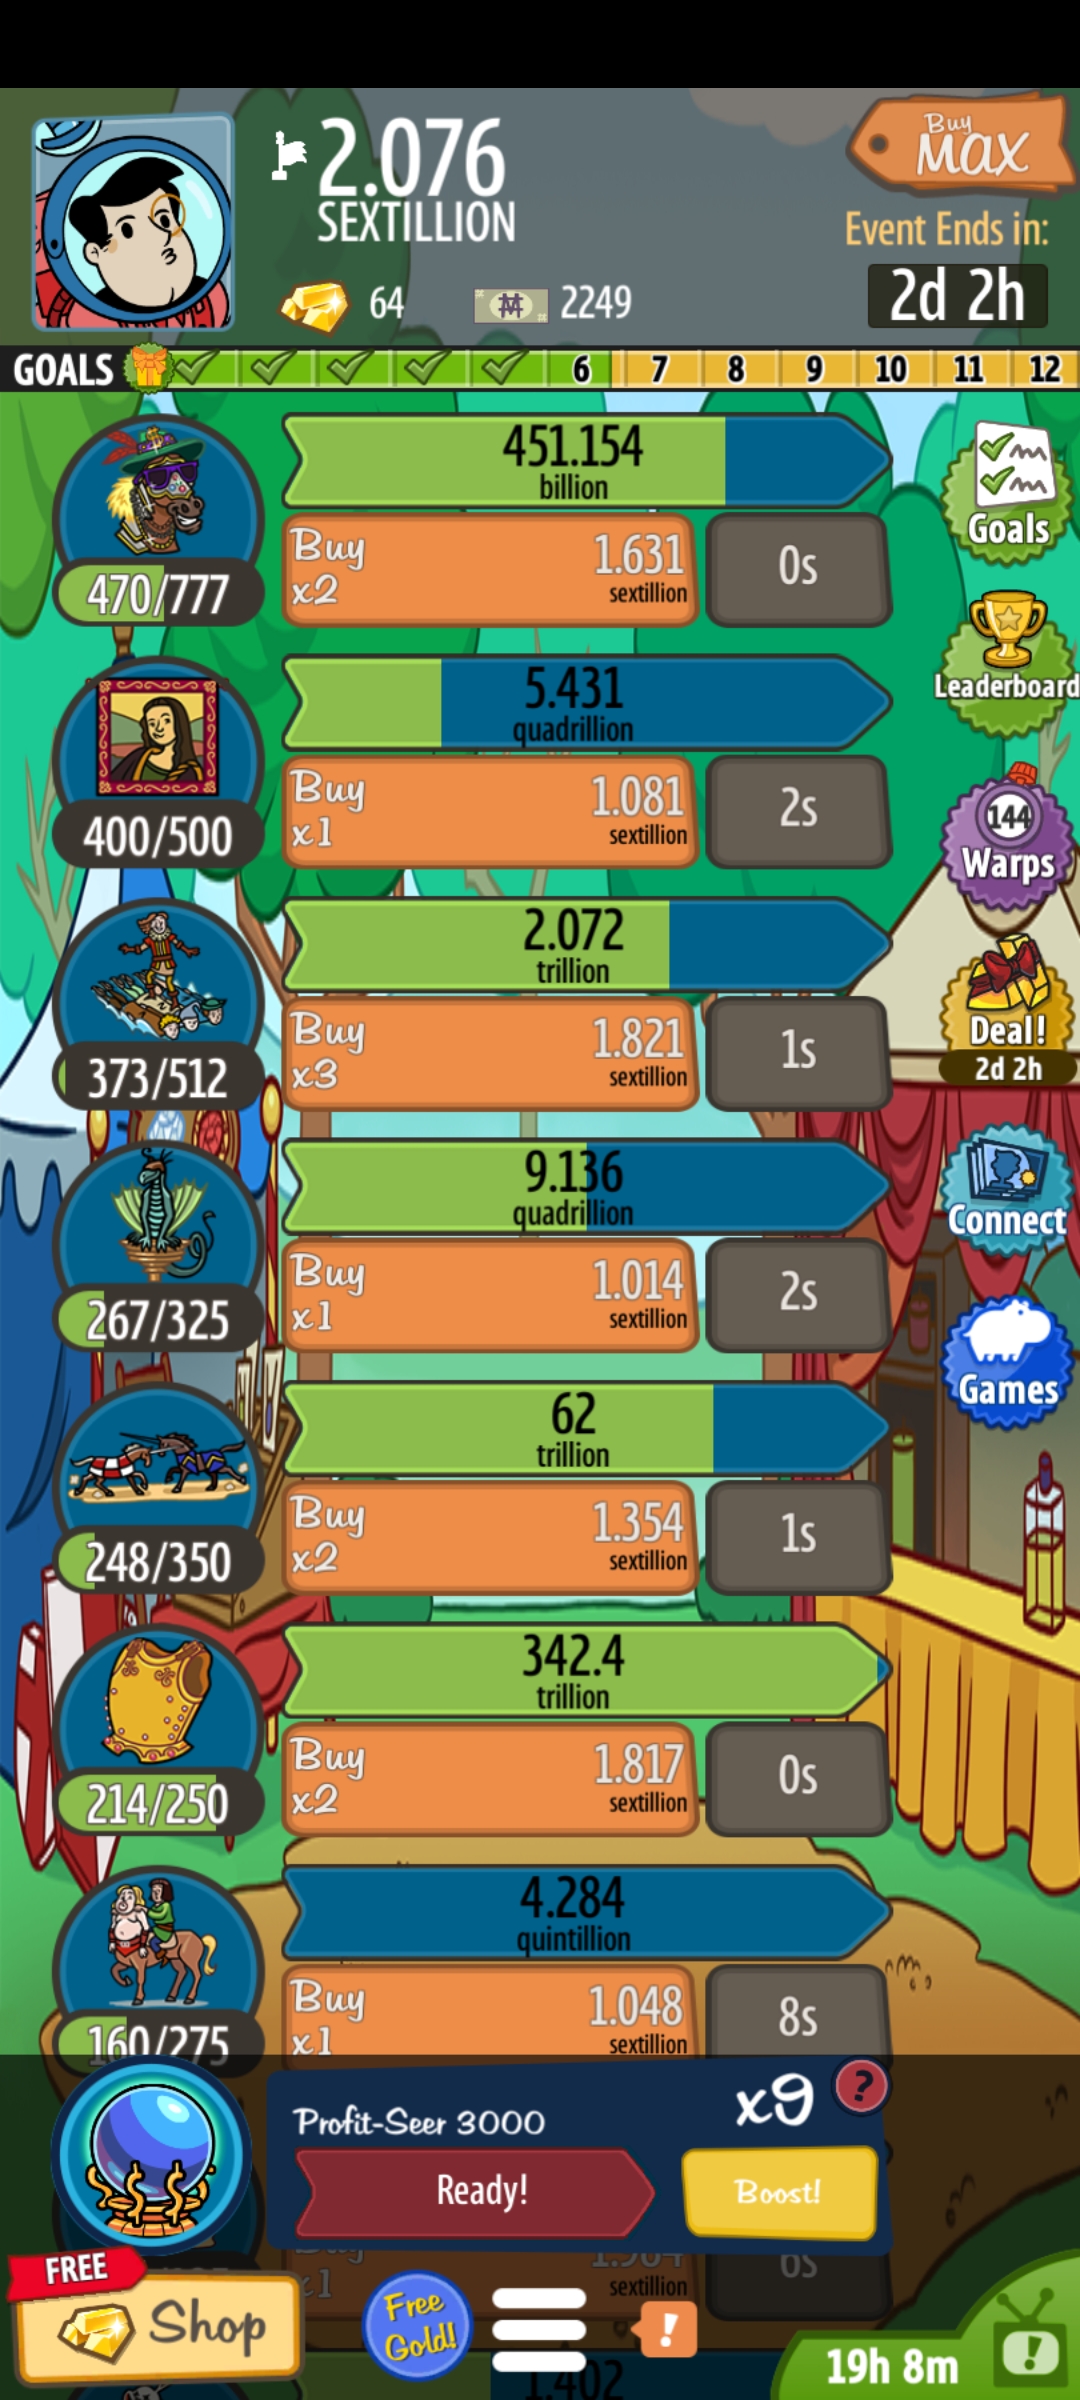 2.076
SEXTILLION
Buy
MAX
Event Ends in:
64
2249
2d 2h
GOALS
6 7 8 9 10 11 12
451.154
billion
Goals
Buy
x2
1.631
sextillion
0s
470/777
Leaderboard
5.431
quadrillion
Buy
x1
1.081
sextillion
2s
400/500
144
Warps
2.072
trillion
Deal!
2d 2h
Buy
x3
1.821
sextillion
1s
373/512
9.136
quadrillion
Connect
Buy
x1
1.014
sextillion
2s
267/325
Games
62
trillion
Buy
x2
1.354
sextillion
1s
248/350
342.4
trillion
Buy
x2
1.817
sextillion
0s
214/250
4.284
quintillion
Buy
x1
1.048
sextillion
8s
160/275
Profit-Seer 3000
x9
?
Ready!
Boost!
x1
sextillion
6s
FREE
Shop
Free
Gold!
!
1.402
19h 8m
!